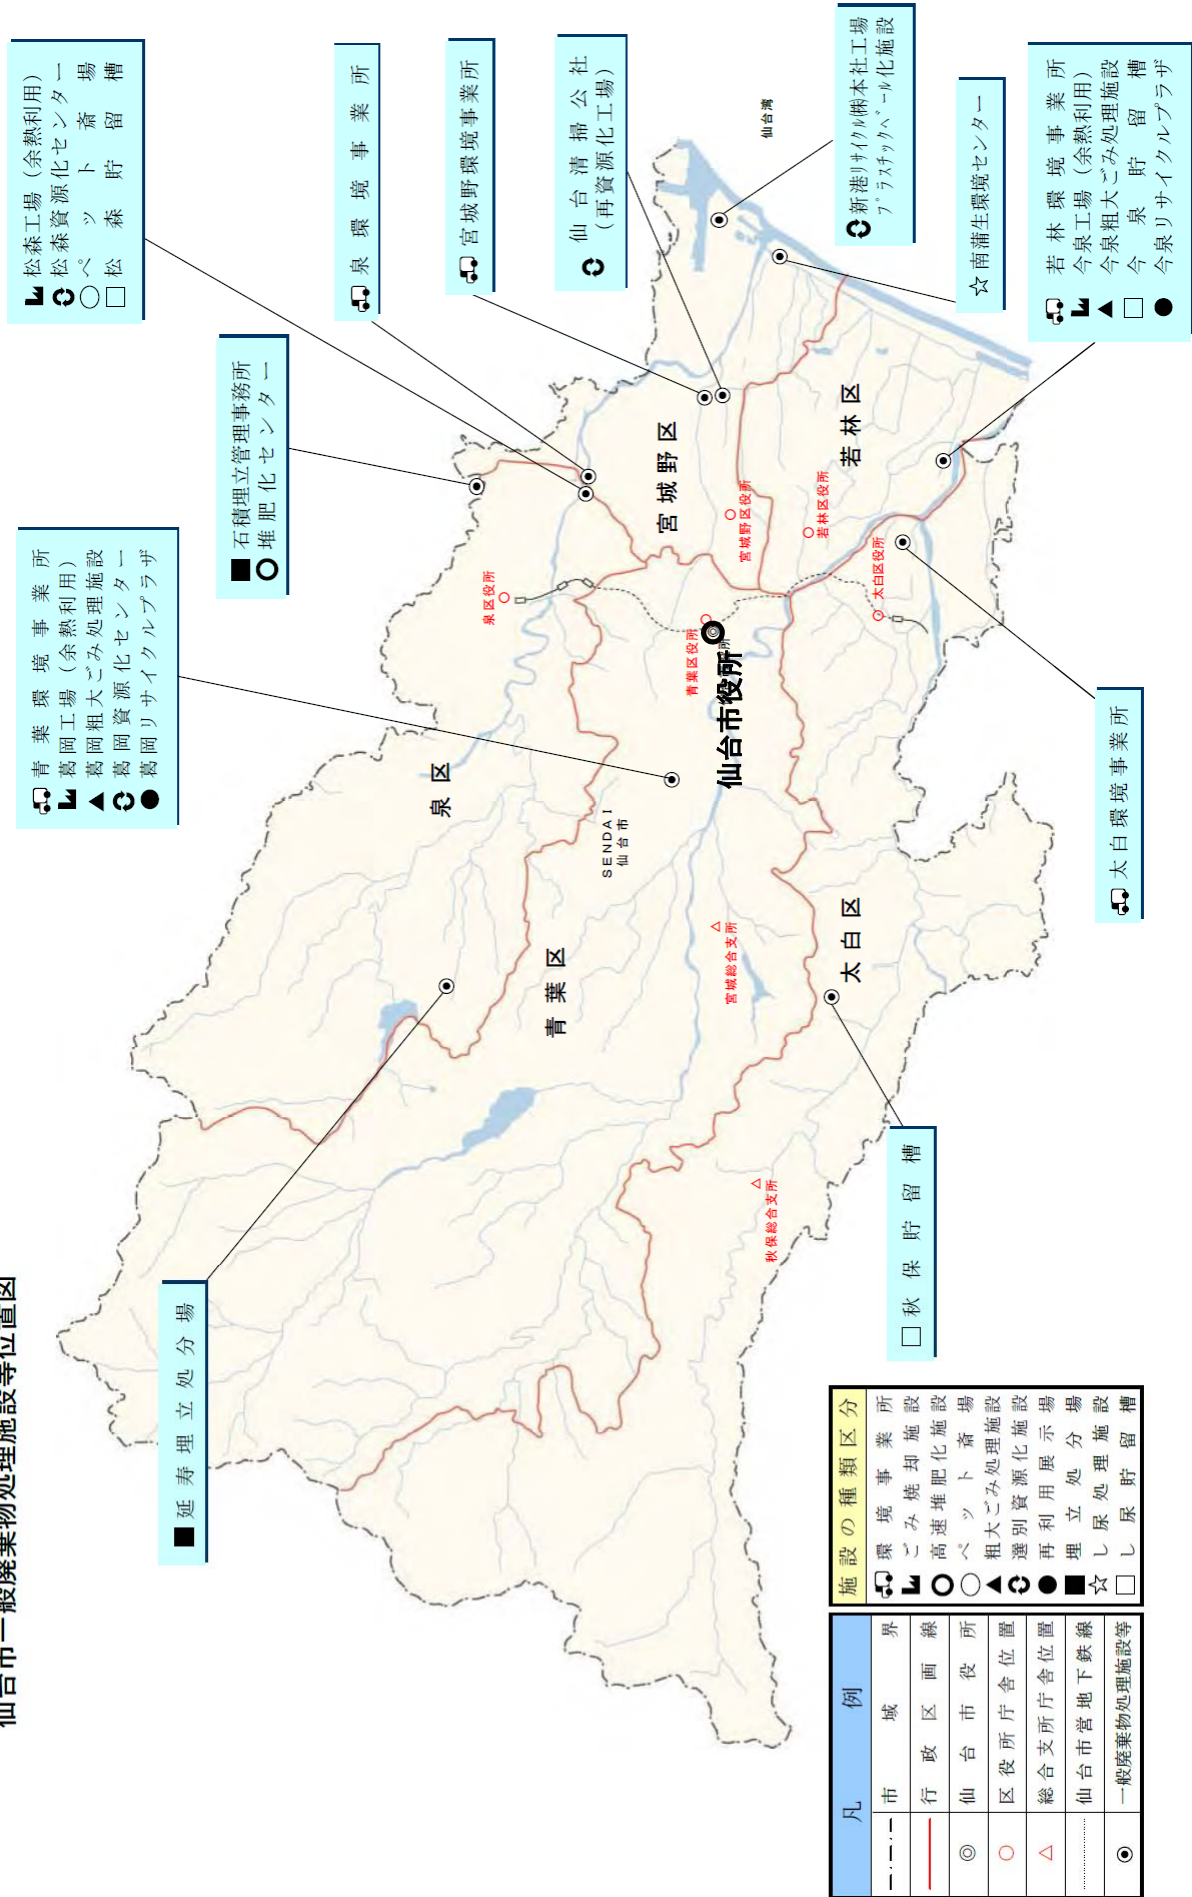 仙台市一般廃棄物処理施設等位置図
■延寿埋立処分場
青葉環境事業所
葛岡工場（余熱利用）
▲葛岡粗大ごみ処理施設
葛岡資源化センター
●葛岡リサイクルプラザ
■石積埋立管理事務所
堆肥化センター
松森工場（余熱利用）
松森資源化センター
○ペット斎場
□松森貯留槽
泉環境事業所
宮城野環境事業所
仙台清掃公社
（再資源化工場）
新港リサイクル㈱本社工場
プラスチックベール化施設
☆南蒲生環境センター
若林環境事業所
今泉工場（余熱利用）
▲今泉粗大ごみ処理施設
□今泉貯留槽
●今泉リサイクルプラザ
太白環境事業所
□秋保貯留槽
仙台湾
泉区
青葉区
宮城野区
若林区
太白区
SENDAI
仙台市
泉区役所
青葉区役所
仙台市役所
宮城野区役所
若林区役所
太白区役所
宮城総合支所
秋保総合支所
凡例
市域界
行政区画線
◎仙台市役所
○区役所庁舎位置
△総合支所庁舎位置
仙台市営地下鉄線
一般廃棄物処理施設等
施設の種類区分
環境事業所
ごみ焼却施設
高速堆肥化施設
○ペット斎場
▲粗大ごみ処理施設
選別資源化施設
●再利用展示場
■埋立処分場
☆し尿処理施設
□し尿貯留槽